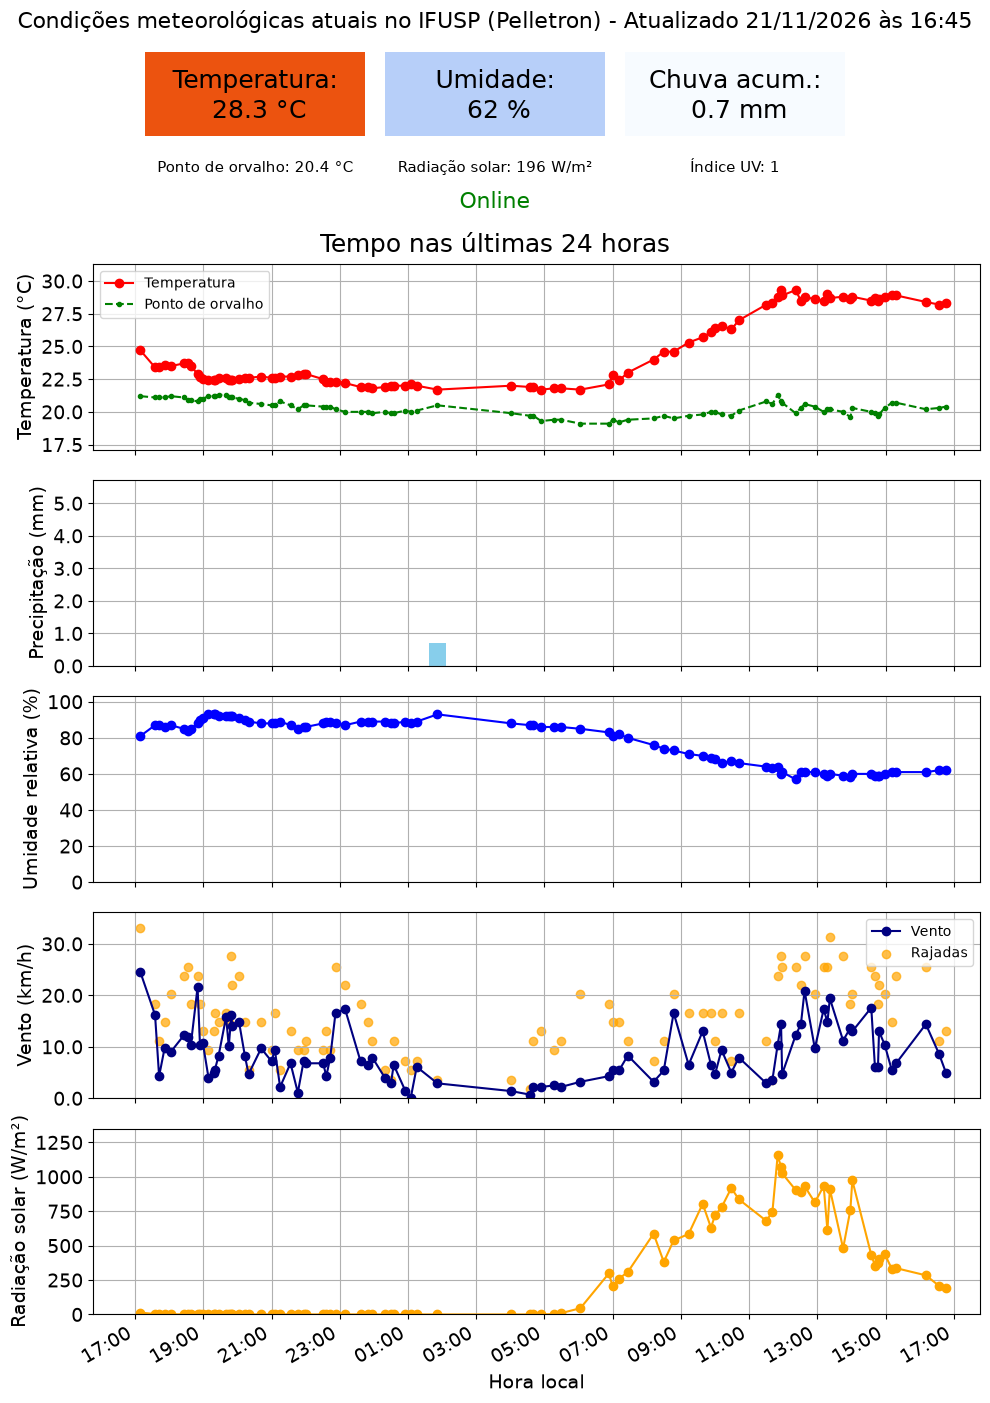 Condições meteorológicas atuais no IFUSP (Pelletron) - Atualizado 21/11/2026 às 16:45
Temperatura:
28.3 °C
Umidade:
62 %
Chuva acum.:
0.7 mm
Ponto de orvalho: 20.4 °C
Radiação solar: 196 W/m²
Índice UV: 1
Online
Tempo nas últimas 24 horas
Temperatura (°C)
30.0
27.5
25.0
22.5
20.0
17.5
Temperatura
Ponto de orvalho
Precipitação (mm)
5.0
4.0
3.0
2.0
1.0
0.0
Umidade relativa (%)
100
80
60
40
20
0
Vento (km/h)
30.0
20.0
10.0
0.0
Vento
Rajadas
Radiação solar (W/m²)
1250
1000
750
500
250
0
17:00
19:00
21:00
23:00
01:00
03:00
05:00
07:00
09:00
11:00
13:00
15:00
17:00
Hora local